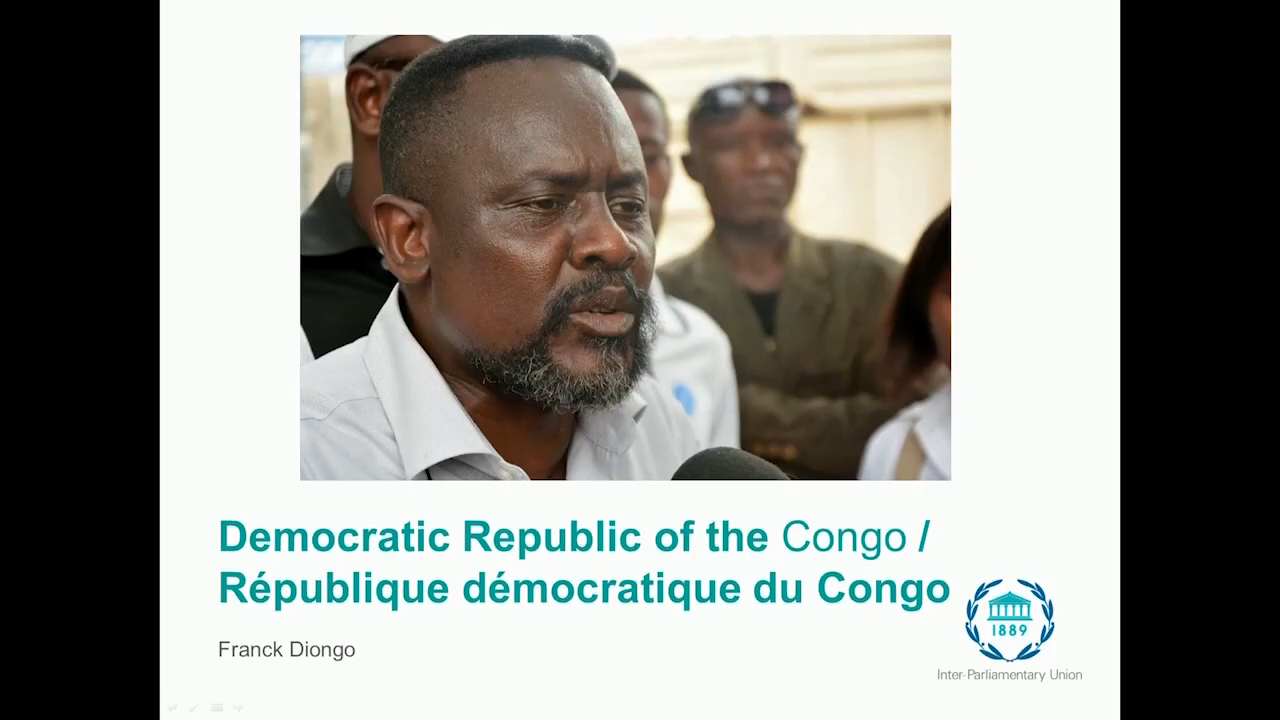 Democratic Republic of the Congo /
République démocratique du Congo
Franck Diongo
1889
Inter-Parliamentary Union